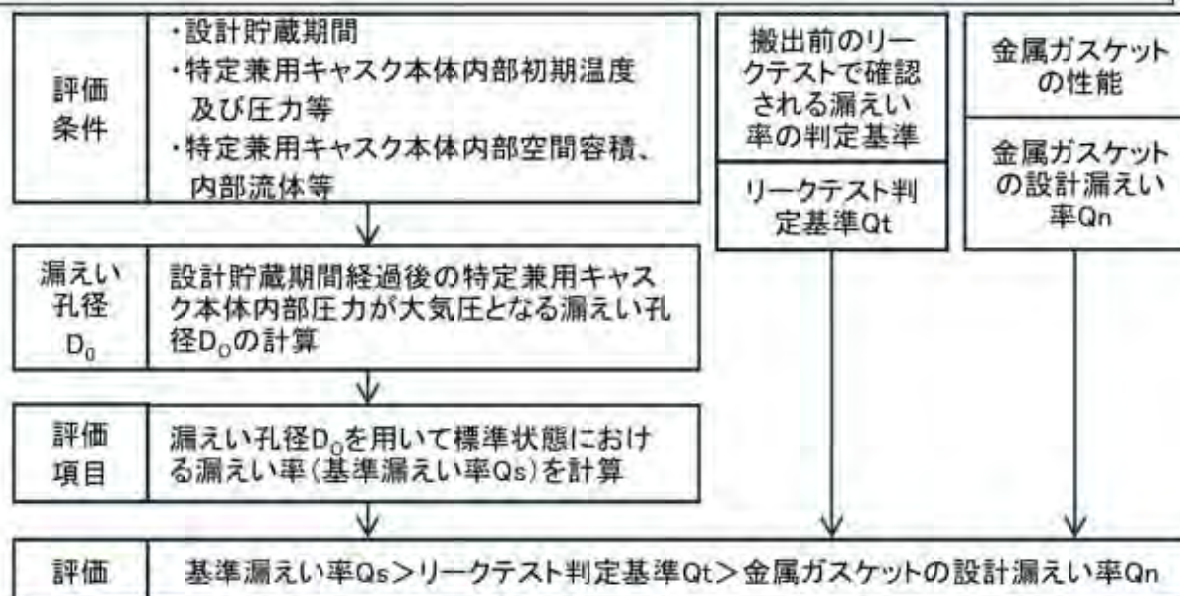 評価
条件
・設計貯蔵期間
・特定兼用キャスク本体内部初期温度
及び圧力等
・特定兼用キャスク本体内部空間容積、
内部流体等
搬出前のリー
クテストで確認
される漏えい
率の判定基準
リークテスト判
定基準Qt
金属ガスケット
の性能
金属ガスケット
の設計漏えい
率Qn
漏えい
孔径
D₀
設計貯蔵期間経過後の特定兼用キャス
ク本体内部圧力が大気圧となる漏えい孔
径D₀の計算
評価
項目
漏えい孔径D₀を用いて標準状態におけ
る漏えい率(基準漏えい率Qs)を計算
評価
基準漏えい率Qs>リークテスト判定基準Qt>金属ガスケットの設計漏えい率Qn